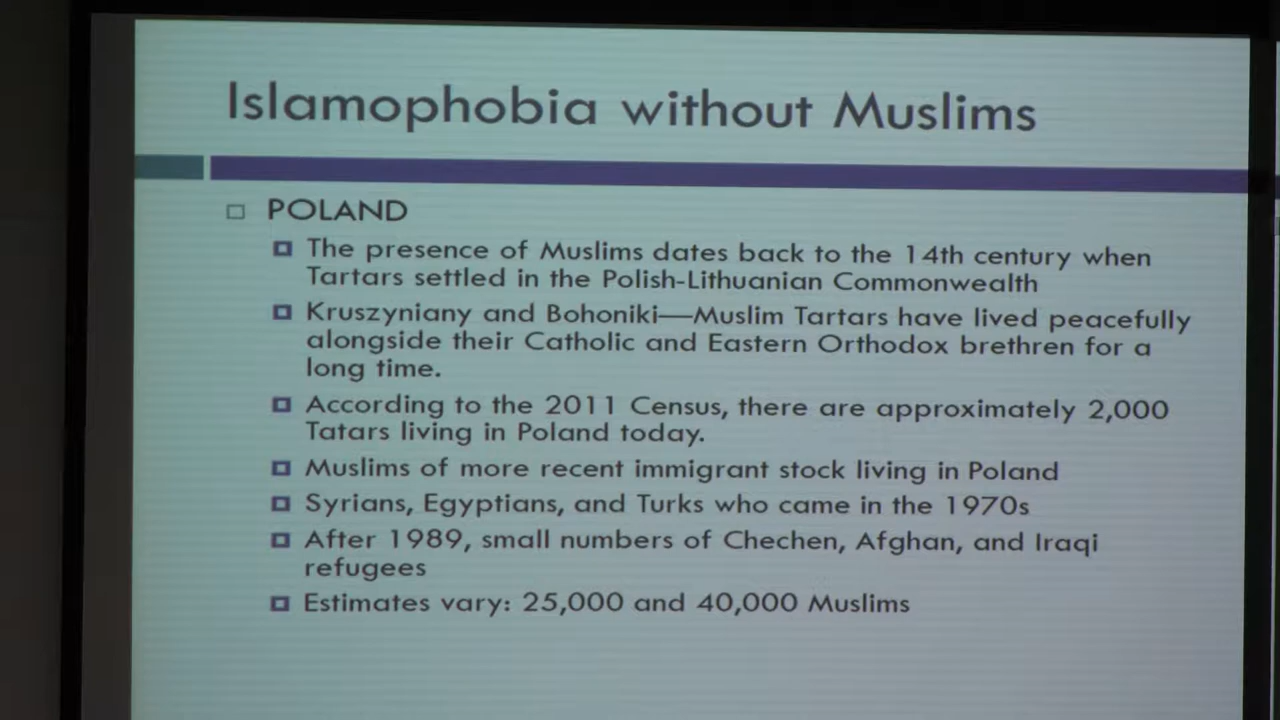 Islamophobia without Muslims
POLAND
The presence of Muslims dates back to the 14th century when
Tartars settled in the Polish-Lithuanian Commonwealth
Kruszyniany and Bohoniki—Muslim Tartars have lived peacefully
alongside their Catholic and Eastern Orthodox brethren for a
long time.
According to the 2011 Census, there are approximately 2,000
Tatars living in Poland today.
Muslims of more recent immigrant stock living in Poland
Syrians, Egyptians, and Turks who came in the 1970s
After 1989, small numbers of Chechen, Afghan, and Iraqi
refugees
Estimates vary: 25,000 and 40,000 Muslims